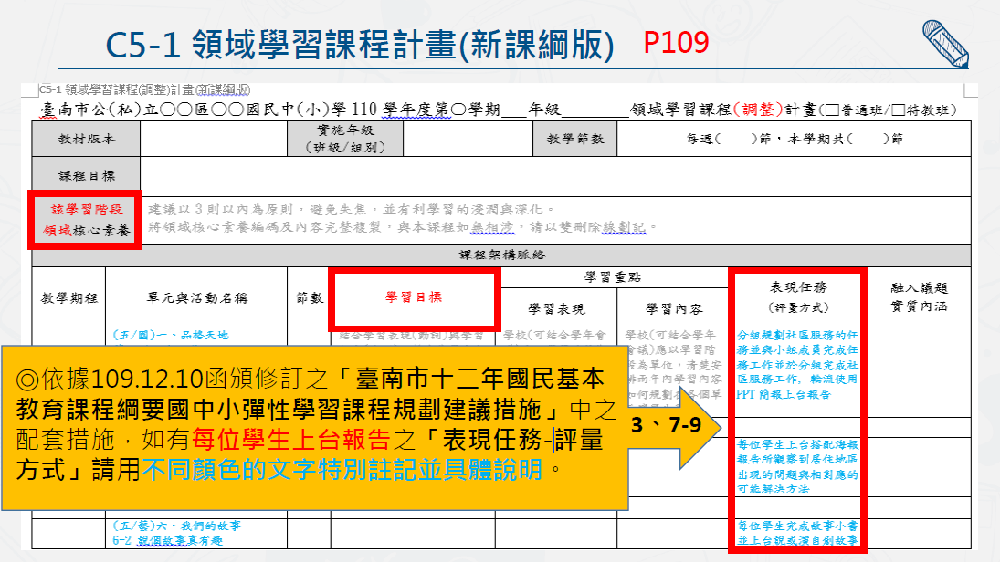 C5-1 領域學習課程計畫(新課綱版) P109
C5-1 領域學習課程(調整)計畫(新課綱版)
臺南市公(私)立○○區○○國民中(小)學 110 學年度第○學期___年級________領域學習課程(調整)計畫(□普通班/□特教班)
教材版本
實施年級
(班級/組別)
教學節數
每週( )節，本學期共( )節
課程目標
該學習階段
領域核心素養
建議以 3 則以內為原則，避免失焦，並有利學習的浸潤與深化。
將領域核心素養編碼及內容完整複製，與本課程如無相涉，請以雙刪除線劃記。
課程架構脈絡
教學期程
單元與活動名稱
節數
學習目標
學習重點
學習表現
學習內容
表現任務
(評量方式)
融入議題
實質內涵
(五/國)一、品格天地
結合學習表現(動詞)與學習
學校(可結合學年會
學校(可結合學年
會議)應以學習階
段為單位，清楚安
排兩年內學習內容
如何規劃在各個單
分組規劃社區服務的任
務並與小組成員完成任
務工作並於分組完成社
區服務工作，輪流使用
PPT 簡報上台報告
◎依據109.12.10函頒修訂之「臺南市十二年國民基本
教育課程綱要國中小彈性學習課程規劃建議措施」中之
配套措施，如有每位學生上台報告之「表現任務-評量
方式」請用不同顏色的文字特別註記並具體說明。
3、7-9
每位學生上台搭配海報
報告所觀察到居住地區
出現的問題與相對應的
可能解決方法
(五/藝)六、我們的故事
6-2 說個故事真有趣
每位學生完成故事小書
並上台說或演自創故事